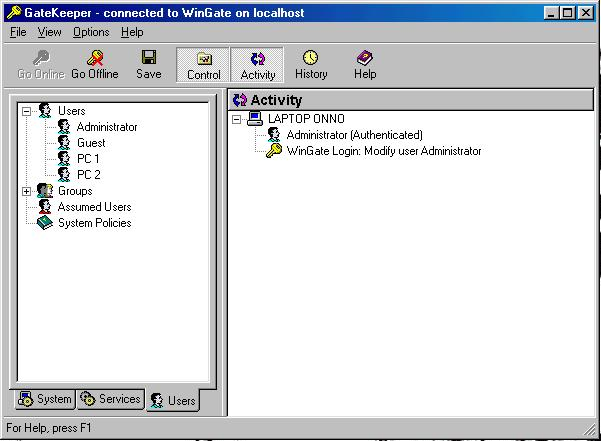 GateKeeper - connected to WinGate on localhost
File View Options Help
Go Online Go Offline Save Control Activity History Help
Users
Administrator
Guest
PC 1
PC 2
Groups
Assumed Users
System Policies
System Services Users
Activity
LAPTOP ONNO
Administrator (Authenticated)
WinGate Login: Modify user Administrator
For Help, press F1